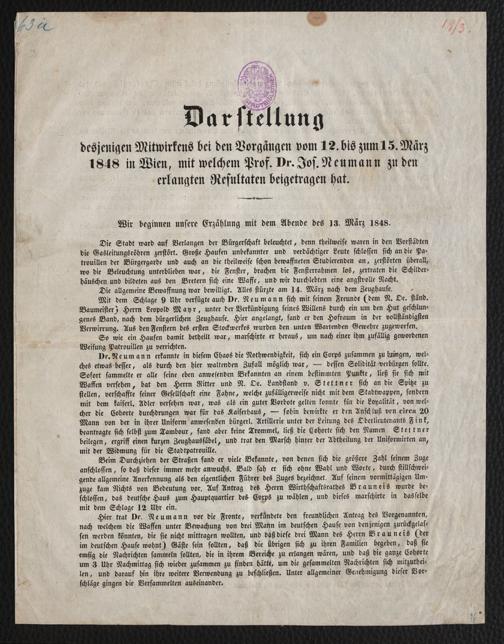 63a
19/3.
Darstellung
desjenigen Mitwirkens bei den Vorgängen vom 12. bis zum 15. März
1848 in Wien, mit welchem Prof. Dr. Jos. Neumann zu den
erlangten Resultaten beigetragen hat.
Wir beginnen unsere Erzählung mit dem Abende des 13. März 1848.
Die Stadt ward auf Verlangen der Bürgerschaft beleuchtet, denn theilweise waren in den Vorstädten
die Gasleitungsröhren zerstört. Große Haufen unbekannter und verdächtiger Leute schlossen sich an die Pa-
trouillen der Bürgergarde und auch an die theilweise schon bewaffneten Studierenden an, zerstörten überall,
wo die Beleuchtung unterblieben war, die Fenster, brachen die Fensterrahmen los, zertraten die Schilder-
häuschen und bildeten aus den Bretern sich eine Waffe, und wir durchlebten eine angstvolle Nacht.
Die allgemeine Bewaffnung war bewilligt. Alles stürzte am 14. März nach dem Zeughause.
Mit dem Schlage 9 Uhr verfügte auch Dr. Neumann sich mit seinem Freunde (dem N. Oe. ständ.
Baumeister) Herrn Leopold Mayr, unter der Verkündigung seines Willens durch ein um den Hut geschlun-
genes Band, nach dem bürgerlichen Zeughause. Hier angelangt, fand er den Hofraum in der vollständigsten
Verwirrung. Aus den Fenstern des ersten Stockwerkes wurden den unten Wartenden Gewehre zugeworfen.
So wie ein Haufen damit betheilt war, marschirte er heraus, um nach einer ihm zufällig gewordenen
Weisung Patrouillen zu verrichten.
Dr. Neumann erkannte in diesem Chaos die Nothwendigkeit, sich ein Corps zusammen zu bringen, wel-
ches etwas besser, als durch den hier waltenden Zufall möglich war — dessen Solidität verbürgen sollte.
Sofort sammelte er alle seine eben anwesenden Bekannten an einem bestimmten Punkte, ließ sie sich mit
Waffen versehen, bat den Herrn Ritter und N. Oe. Landstand v. Stettner sich an die Spitze zu
stellen, verschaffte seiner Gesellschaft eine Fahne, welche zufälligerweise nicht mit dem Stadtwappen, sondern
mit dem kaiserl. Adler versehen war, was als ein guter Vorbote gelten konnte für die Loyalität, von wel-
cher die Cohorte durchdrungen war für das Kaiserhaus, — sodin bewirkte er den Anschluß von circa 20
Mann von der in ihrer Uniform anwesenden bürgerl. Artillerie unter der Leitung des Oberlieutenants Fink,
beantragte sich selbst zum Tambour, fand aber keine Trommel, ließ die Cohorte sich den Namen Stettner
beilegen, ergriff einen kurzen Zeughaussäbel, und trat den Marsch hinter der Abtheilung der Uniformirten an,
mit der Widmung für die Stadtpatrouille.
Beim Durchziehen der Straßen fand er viele Bekannte, von denen sich die größere Zahl seinem Zuge
anschlossen, so daß dieser immer mehr anwuchs. Bald sah er sich ohne Wahl und Worte, durch stillschwei-
gende allgemeine Anerkennung als den eigentlichen Führer des Zuges bezeichnet. Auf seinem vormittägigen Um-
zuge kam Nichts von Bedeutung vor. Auf Antrag des Herrn Wirthschaftsrathes Brauneis wurde be-
schlossen, das deutsche Haus zum Hauptquartier des Corps zu wählen, und dieses marschirte in dasselbe
mit dem Schlage 12 Uhr ein.
Hier trat Dr. Neumann vor die Fronte, verkündete den freundlichen Antrag des Vorgenannten,
nach welchem die Waffen unter Bewachung von drei Mann im deutschen Hause von denjenigen zurückgelas-
sen werden könnten, die sie nicht mittragen wollten, und daß diese drei Mann des Herrn Brauneis (der
im deutschen Hause wohnt) Gäste sein sollten, daß die übrigen sich zu ihren Familien begeben, daß sie
emsig die Nachrichten sammeln sollten, die in ihrem Bereiche zu erlangen wären, und daß die ganze Cohorte
um 3 Uhr Nachmittag sich wieder zusammen zu finden hätte, um die gesammelten Nachrichten sich mitzuthei-
len, und darauf hin ihre weitere Verwendung zu beschließen. Unter allgemeiner Genehmigung dieser Vor-
schläge gingen die Versammelten auseinander.